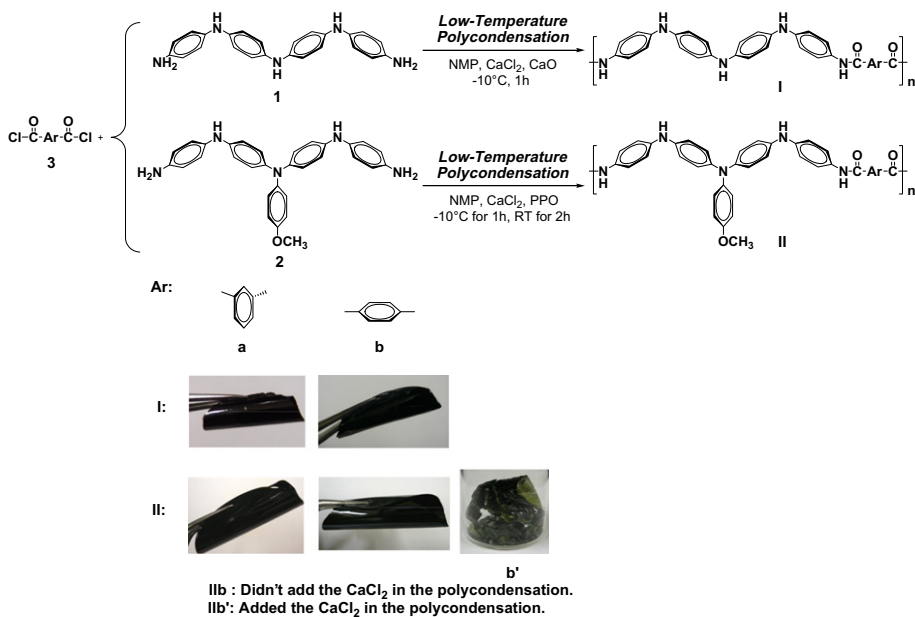 H
N
H
N
NH2
N
H
NH2
1
Low-Temperature
Polycondensation
NMP, CaCl2, CaO
-10°C, 1h
H
N
H
N
N
H
N
H
O
C-Ar-C
O
N
H
I
n
O
O
Cl-C-Ar-C-Cl +
3
H
N
H
N
H2N
N
NH2
OCH3
2
Low-Temperature
Polycondensation
NMP, CaCl2, PPO
-10°C for 1h, RT for 2h
H
N
H
N
N
H
N
N
H
O
C-Ar-C
O
OCH3
II
n
Ar:
a
b
I:
II:
b'
IIb : Didn't add the CaCl2 in the polycondensation.
IIb': Added the CaCl2 in the polycondensation.